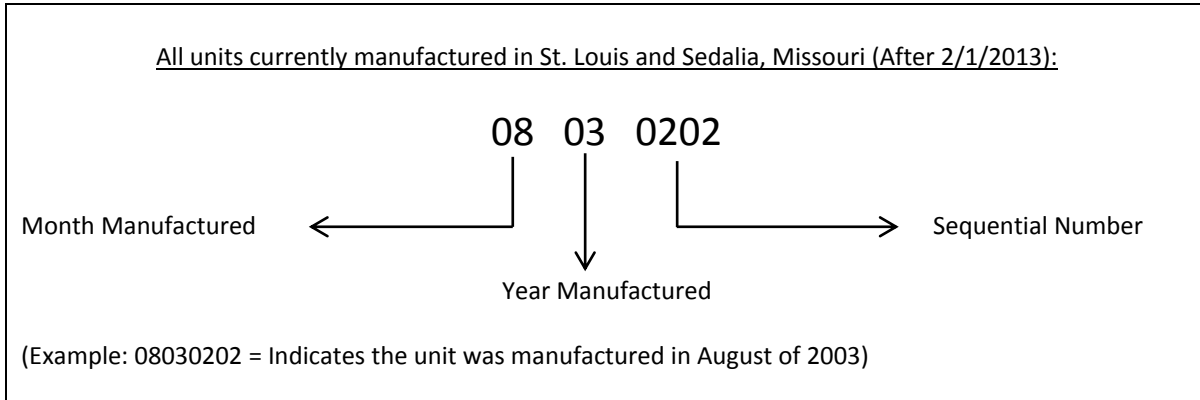 All units currently manufactured in St. Louis and Sedalia, Missouri (After 2/1/2013):
08 03 0202
Month Manufactured
Sequential Number
Year Manufactured
(Example: 08030202 = Indicates the unit was manufactured in August of 2003)